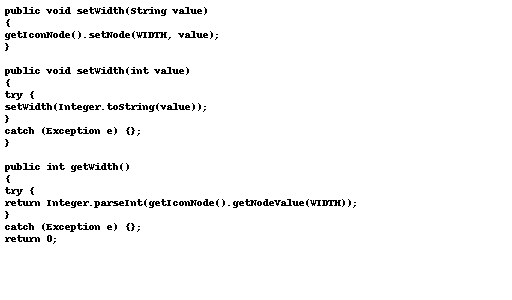 public void setWidth(String value)
{
getIconNode().setNode(WIDTH, value);
}
public void setWidth(int value)
{
try {
setWidth(Integer.toString(value));
}
catch (Exception e) {};
}
public int getWidth()
{
try {
return Integer.parseInt(getIconNode().getNodeValue(WIDTH));
}
catch (Exception e) {};
return 0;